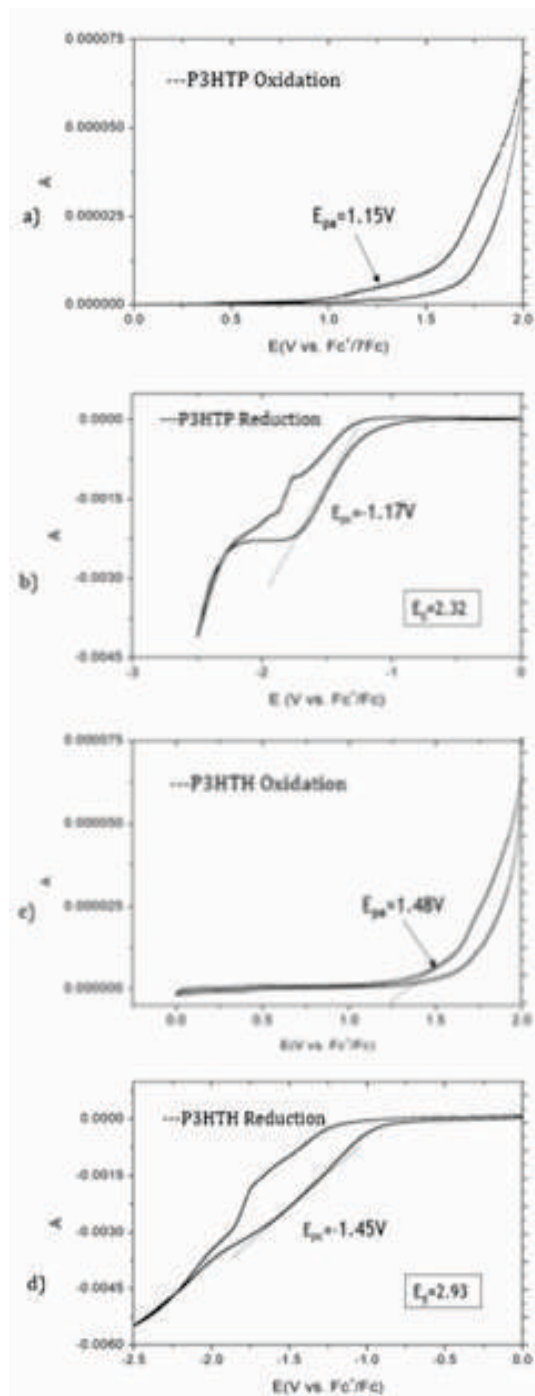 0.000075
---P3HTP Oxidation
0.000050
A
a)
0.000025
Epa=1.15V
0.000000
0.0 0.5 1.0 1.5 2.0
E(V vs. Fc⁺/7Fc)
0.0000
—P3HTP Reduction
-0.0015
A
Epc=-1.17V
b)
-0.0030
Eg=2.32
-0.0045
-3 -2 -1 0
E (V vs. Fc⁺/Fc)
0.000075
---P3HTH Oxidation
0.000050
A
c)
Epa=1.48V
0.000025
0.000000
0.0 0.5 1.0 1.5 2.0
E(V vs. Fc⁺/Fc)
0.0000
---P3HTH Reduction
-0.0015
A
-0.0030
Epc=-1.45V
d)
-0.0045
Eg=2.93
-0.0060
-2.5 -2.0 -1.5 -1.0 -0.5 0.0
E(V vs. Fc⁺/Fc)